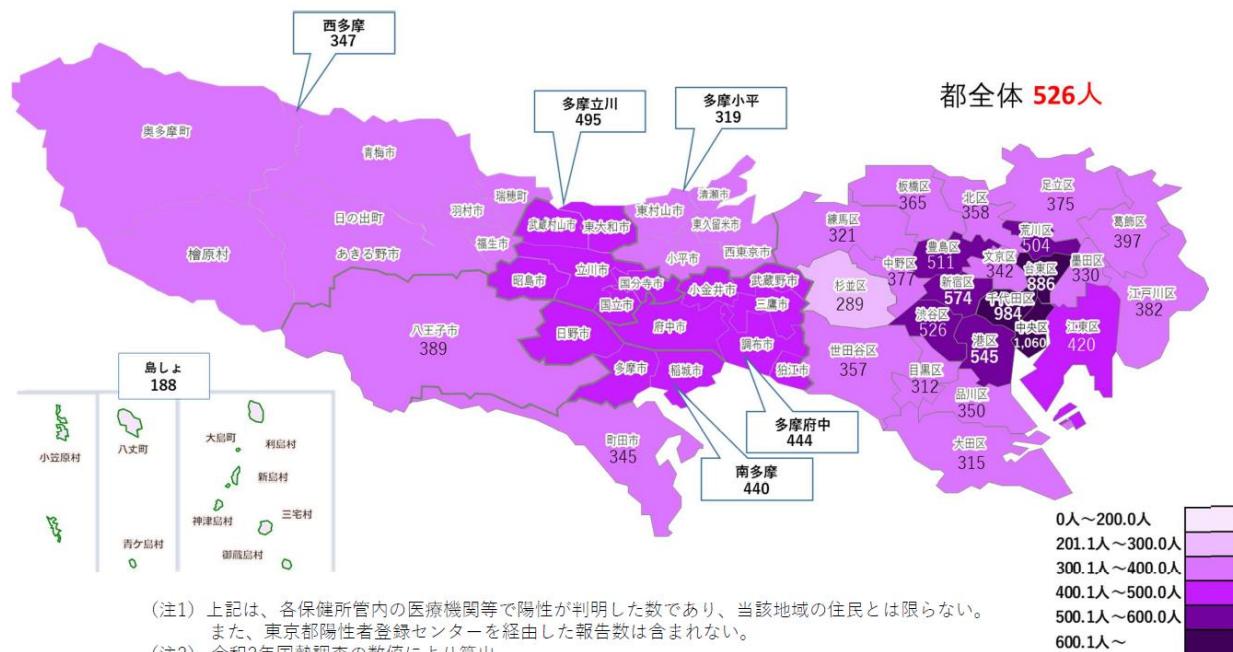 西多摩
347
多摩立川
495
多摩小平
319
都全体 526人
奥多摩町
青梅市
瑞穂町
羽村市
日の出町
福生市
あきる野市
檜原村
武蔵村山市
東大和市
東村山市
清瀬市
東久留米市
西東京市
小平市
昭島市
立川市
国分寺市
国立市
小金井市
武蔵野市
三鷹市
府中市
調布市
狛江市
日野市
多摩市
稲城市
八王子市
389
町田市
345
多摩府中
444
南多摩
440
練馬区
321
板橋区
365
北区
358
足立区
375
葛飾区
397
荒川区
504
豊島区
511
文京区
342
台東区
886
墨田区
330
中野区
377
杉並区
289
新宿区
574
千代田区
984
江戸川区
382
渋谷区
526
港区
545
中央区
1,060
江東区
420
世田谷区
357
目黒区
312
品川区
350
大田区
315
島しょ
188
小笠原村
八丈町
青ケ島村
大島町
利島村
新島村
神津島村
三宅村
御蔵島村
0人～200.0人
201.1人～300.0人
300.1人～400.0人
400.1人～500.0人
500.1人～600.0人
600.1人～
（注1）上記は、各保健所管内の医療機関等で陽性が判明した数であり、当該地域の住民とは限らない。
また、東京都陽性者登録センターを経由した報告数は含まれない。
（注2）令和2年国勢調査の数値により算出